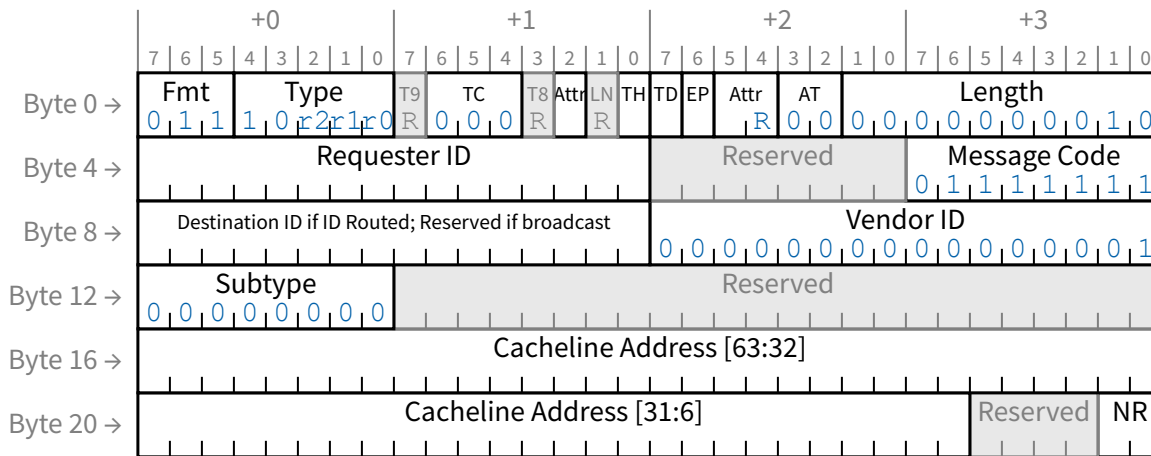 +0 +1 +2 +3
7 6 5 4 3 2 1 0 7 6 5 4 3 2 1 0 7 6 5 4 3 2 1 0 7 6 5 4 3 2 1 0
Byte 0 → Fmt Type T9 TC T8 Attr LN TH TD EP Attr AT Length
0 1 1 1 0 r2 r1 r0 R 0 0 0 R R R 0 0 0 0 0 0 0 0 0 0 1 0
Byte 4 → Requester ID Reserved Message Code
0 1 1 1 1 1 1 1
Byte 8 → Destination ID if ID Routed; Reserved if broadcast Vendor ID
0 0 0 0 0 0 0 0 0 0 0 0 0 0 0 1
Byte 12 → Subtype Reserved
0 0 0 0 0 0 0 0
Byte 16 → Cacheline Address [63:32]
Byte 20 → Cacheline Address [31:6] Reserved NR